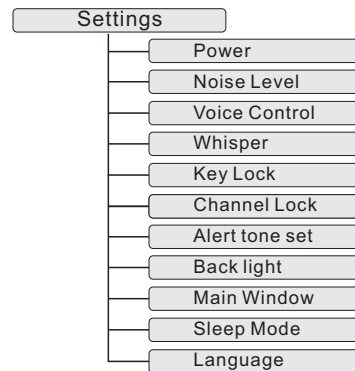 Settings
Power
Noise Level
Voice Control
Whisper
Key Lock
Channel Lock
Alert tone set
Back light
Main Window
Sleep Mode
Language